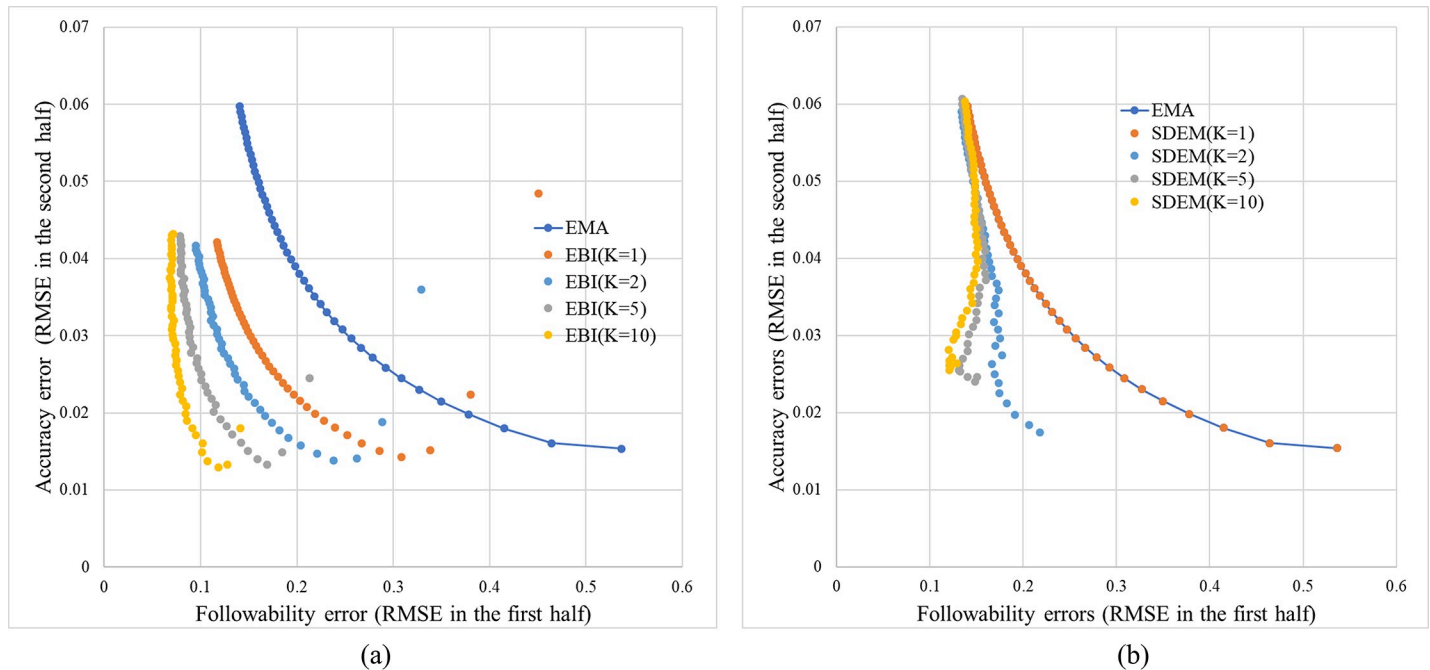 0.07
0.06
0.05
0.04
0.03
0.02
0.01
0
0
0.1
0.2
0.3
0.4
0.5
0.6
Accuracy error (RMSE in the second half)
Followability error (RMSE in the first half)
EMA
EBI(K=1)
EBI(K=2)
EBI(K=5)
EBI(K=10)
(a)
0.07
0.06
0.05
0.04
0.03
0.02
0.01
0
0
0.1
0.2
0.3
0.4
0.5
0.6
Accuracy errors (RMSE in the second half)
Followability errors (RMSE in the first half)
EMA
SDEM(K=1)
SDEM(K=2)
SDEM(K=5)
SDEM(K=10)
(b)